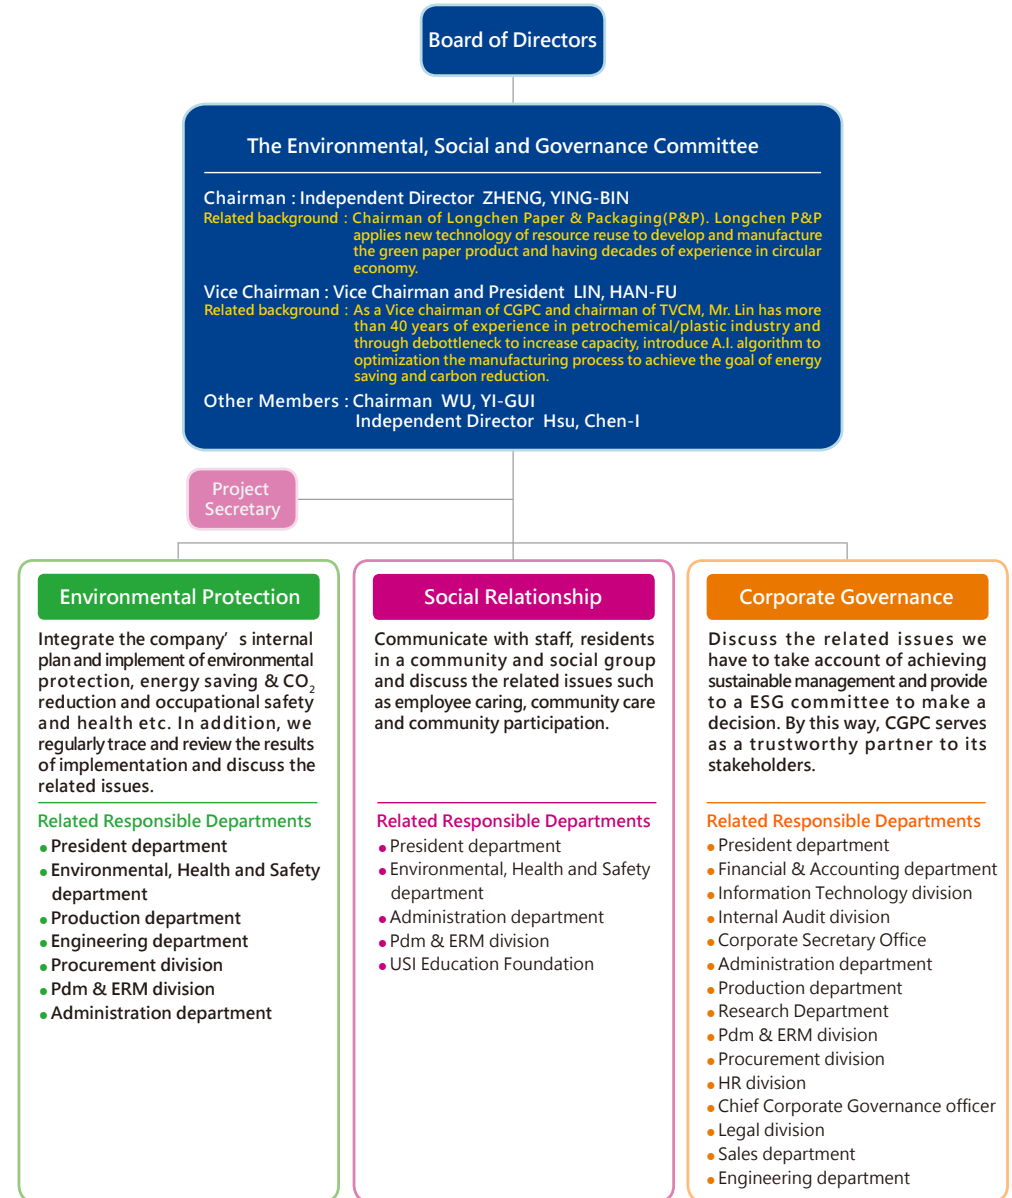 Board of Directors
The Environmental, Social and Governance Committee
Chairman : Independent Director ZHENG, YING-BIN
Related background : Chairman of Longchen Paper & Packaging(P&P). Longchen P&P
applies new technology of resource reuse to develop and manufacture
the green paper product and having decades of experience in circular
economy.
Vice Chairman : Vice Chairman and President LIN, HAN-FU
Related background : As a Vice chairman of CGPC and chairman of TVCM, Mr. Lin has more
than 40 years of experience in petrochemical/plastic industry and
through debottleneck to increase capacity, introduce A.I. algorithm to
optimization the manufacturing process to achieve the goal of energy
saving and carbon reduction.
Other Members : Chairman WU, YI-GUI
Independent Director Hsu, Chen-I
Project
Secretary
Environmental Protection
Integrate the company' s internal
plan and implement of environmental
protection, energy saving & CO₂
reduction and occupational safety
and health etc. In addition, we
regularly trace and review the results
of implementation and discuss the
related issues.
Related Responsible Departments
● President department
● Environmental, Health and Safety
department
● Production department
● Engineering department
● Procurement division
● Pdm & ERM division
● Administration department
Social Relationship
Communicate with staff, residents
in a community and social group
and discuss the related issues such
as employee caring, community care
and community participation.
Related Responsible Departments
● President department
● Environmental, Health and Safety
department
● Administration department
● Pdm & ERM division
● USI Education Foundation
Corporate Governance
Discuss the related issues we
have to take account of achieving
sustainable management and provide
to a ESG committee to make a
decision. By this way, CGPC serves
as a trustworthy partner to its
stakeholders.
Related Responsible Departments
● President department
● Financial & Accounting department
● Information Technology division
● Internal Audit division
● Corporate Secretary Office
● Administration department
● Production department
● Research Department
● Pdm & ERM division
● Procurement division
● HR division
● Chief Corporate Governance officer
● Legal division
● Sales department
● Engineering department